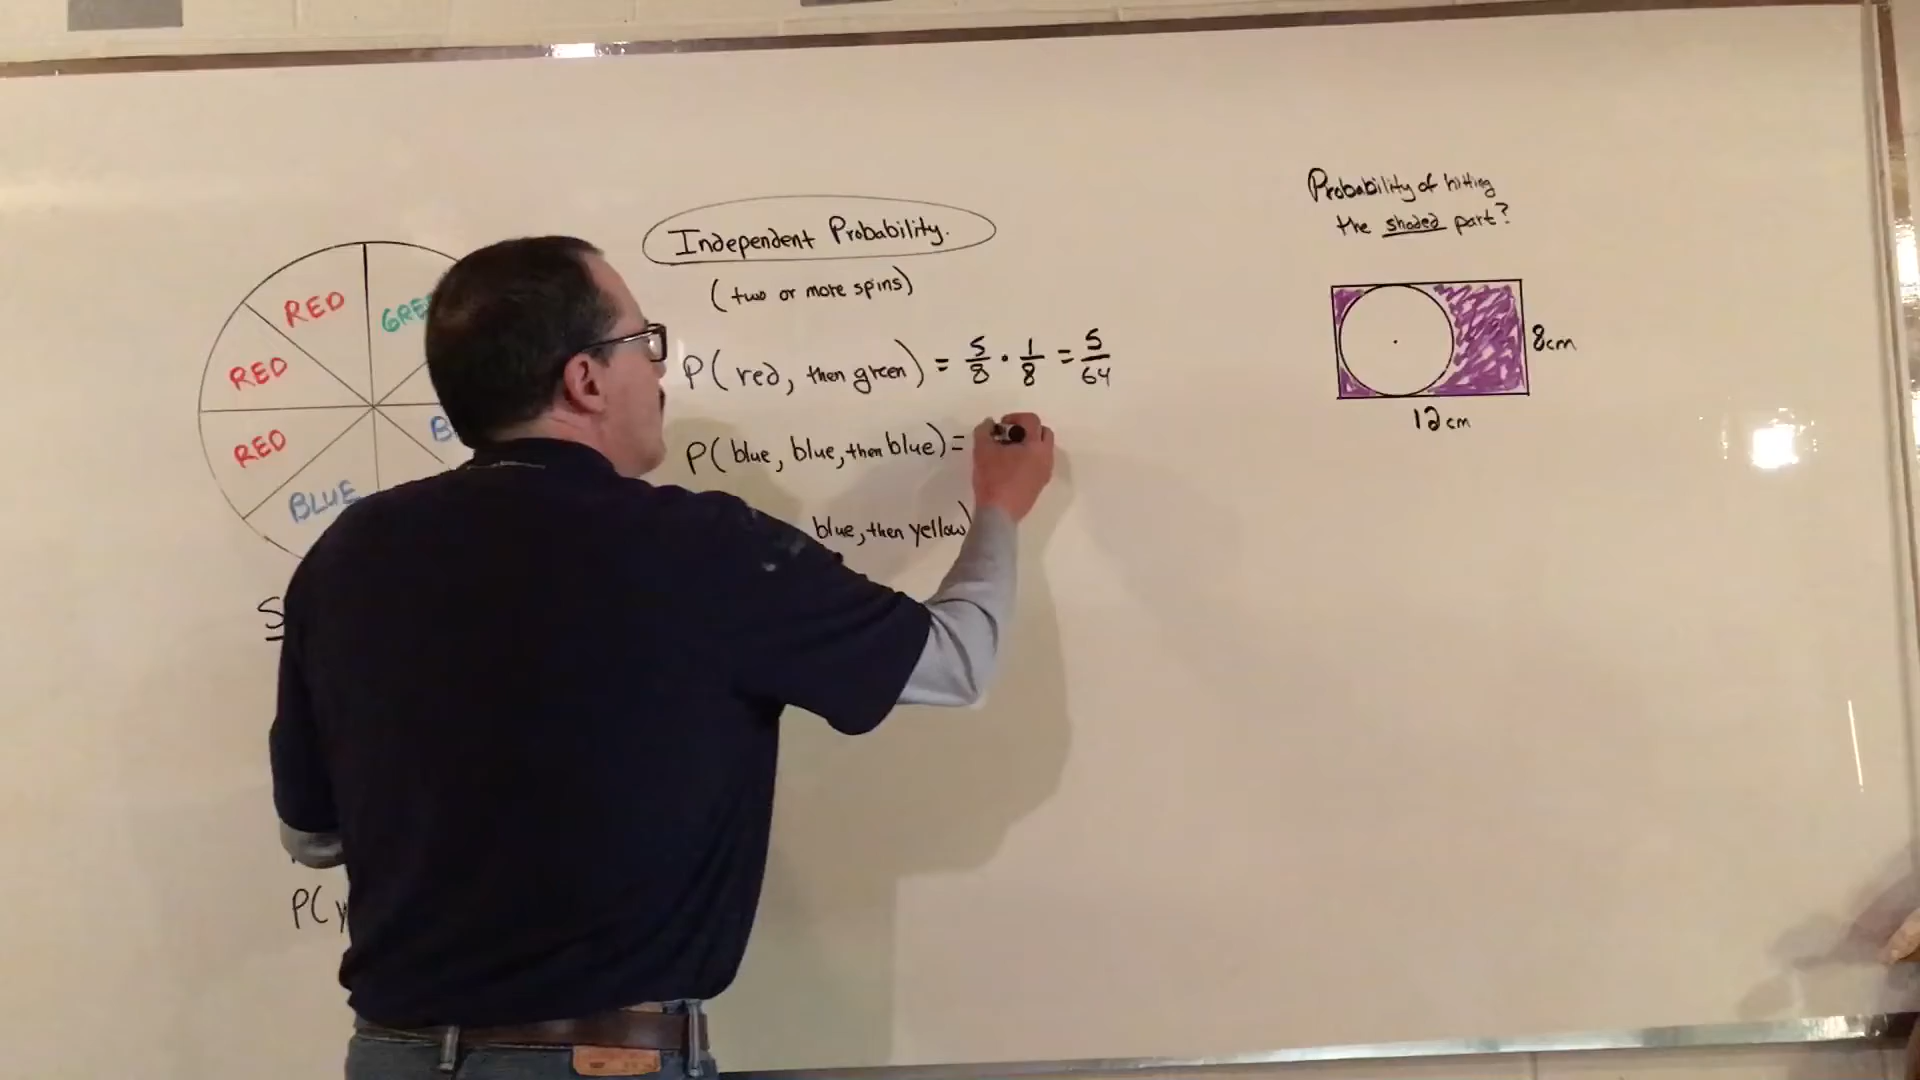 Independent Probability.
(two or more spins)
P(red, then green) = 5/8 · 1/8 = 5/64
P(blue, blue, then blue) =
blue, then yellow)
RED
RED
RED
BLUE
P(
Probability of hitting
the shaded part?
8cm
12cm